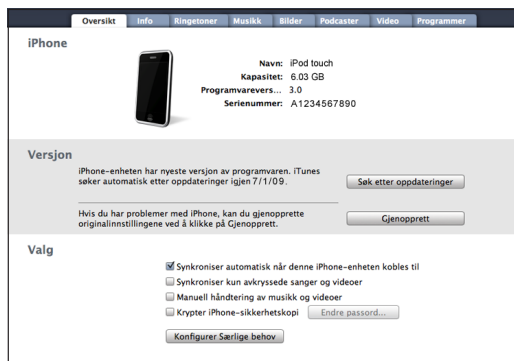 Oversikt Info Ringetoner Musikk Bilder Podcaster Video Programmer
iPhone
Navn: iPod touch
Kapasitet: 6.03 GB
Programvarevers... 3.0
Serienummer: A1234567890
Versjon
iPhone-enheten har nyeste versjon av programvaren. iTunes
søker automatisk etter oppdateringer igjen 7/1/09.
Søk etter oppdateringer
Hvis du har problemer med iPhone, kan du gjenopprette
originalinnstillingene ved å klikke på Gjenopprett.
Gjenopprett
Valg
Synkroniser automatisk når denne iPhone-enheten kobles til
Synkroniser kun avkryssede sanger og videoer
Manuell håndtering av musikk og videoer
Krypter iPhone-sikkerhetskopi Endre passord...
Konfigurer Særlige behov